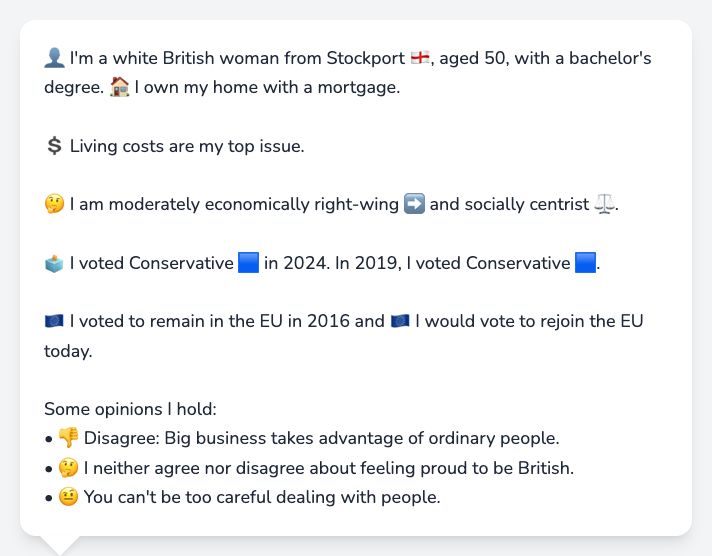 👤 I'm a white British woman from Stockport 🏴󠁧󠁢󠁥󠁮󠁧󠁿, aged 50, with a bachelor's
degree. 🏠 I own my home with a mortgage.
💲 Living costs are my top issue.
🤔 I am moderately economically right-wing ➡️ and socially centrist ⚖️.
🗳️ I voted Conservative 🟦 in 2024. In 2019, I voted Conservative 🟦.
🇪🇺 I voted to remain in the EU in 2016 and 🇪🇺 I would vote to rejoin the EU
today.
Some opinions I hold:
• 👎 Disagree: Big business takes advantage of ordinary people.
• 🤔 I neither agree nor disagree about feeling proud to be British.
• 🤨 You can't be too careful dealing with people.